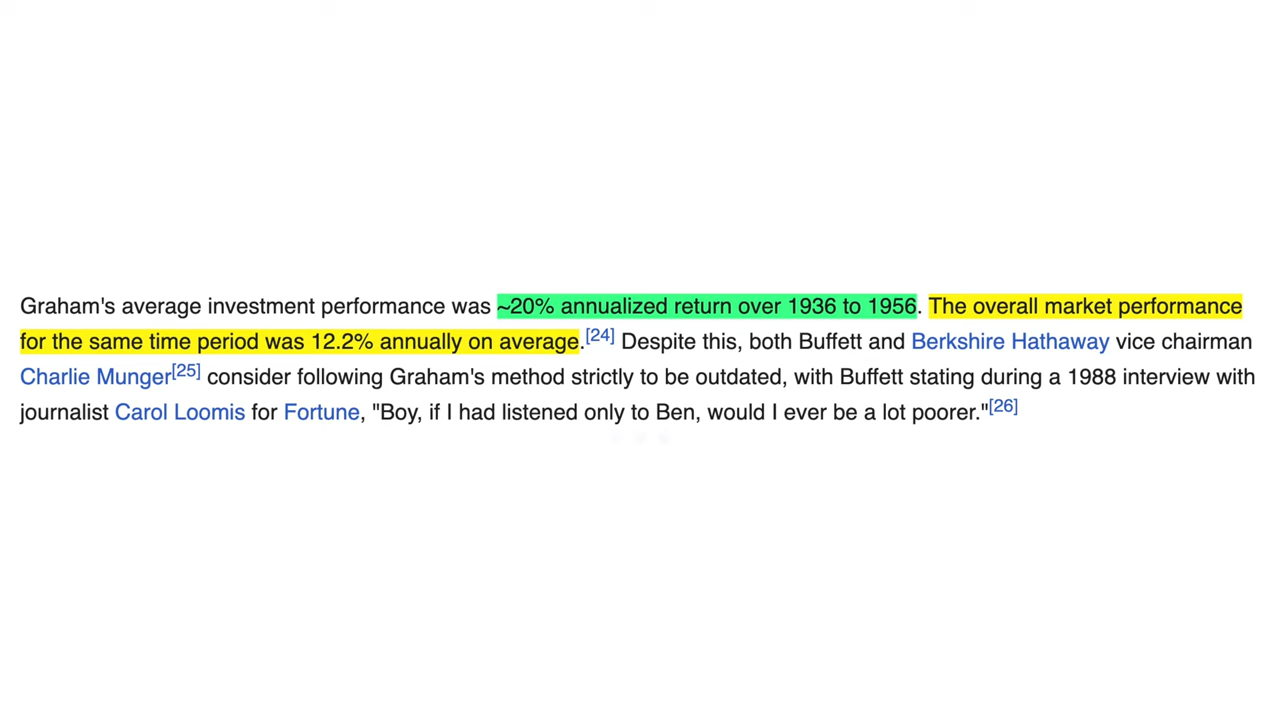 Graham's average investment performance was ~20% annualized return over 1936 to 1956. The overall market performance
for the same time period was 12.2% annually on average.[24] Despite this, both Buffett and Berkshire Hathaway vice chairman
Charlie Munger[25] consider following Graham's method strictly to be outdated, with Buffett stating during a 1988 interview with
journalist Carol Loomis for Fortune, "Boy, if I had listened only to Ben, would I ever be a lot poorer."[26]